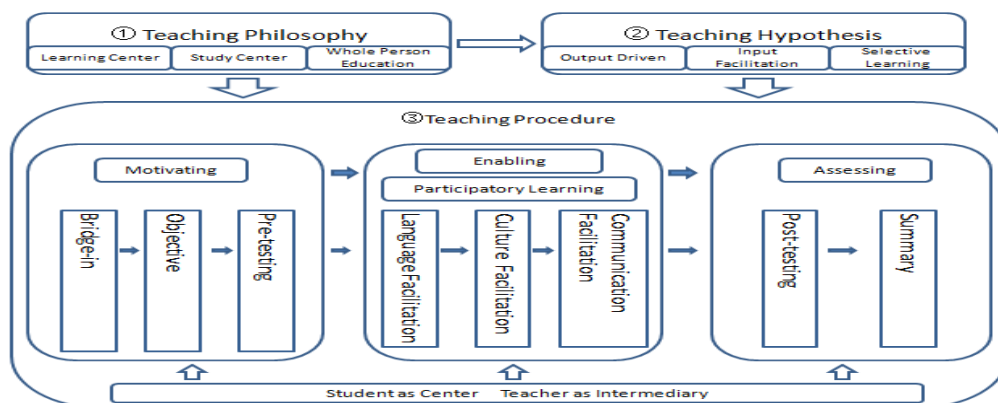 ① Teaching Philosophy
Learning Center
Study Center
Whole Person
Education
② Teaching Hypothesis
Output Driven
Input
Facilitation
Selective
Learning
③Teaching Procedure
Motivating
Bridge-in
Objective
Pre-testing
Enabling
Participatory Learning
Language Facilitation
Culture Facilitation
Communication
Facilitation
Assessing
Post-testing
Summary
Student as Center Teacher as Intermediary